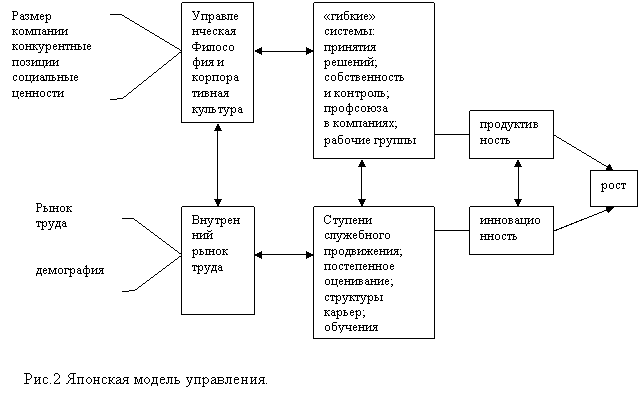 Размер
компании
конкурентные
позиции
социальные
ценности
Управле
нческая
Филосо
фия и
корпора
тивная
культура
«гибкие»
системы:
принятия
решений;
собственность
и контроль;
профсоюза
в компаниях;
рабочие группы
продуктив
ность
рост
Рынок
труда
демография
Внутрен
ний
рынок
труда
Ступени
служебного
продвижения;
постепенное
оценивание;
структуры
карьер;
обучения
инновацио
нность
Рис.2 Японская модель управления.